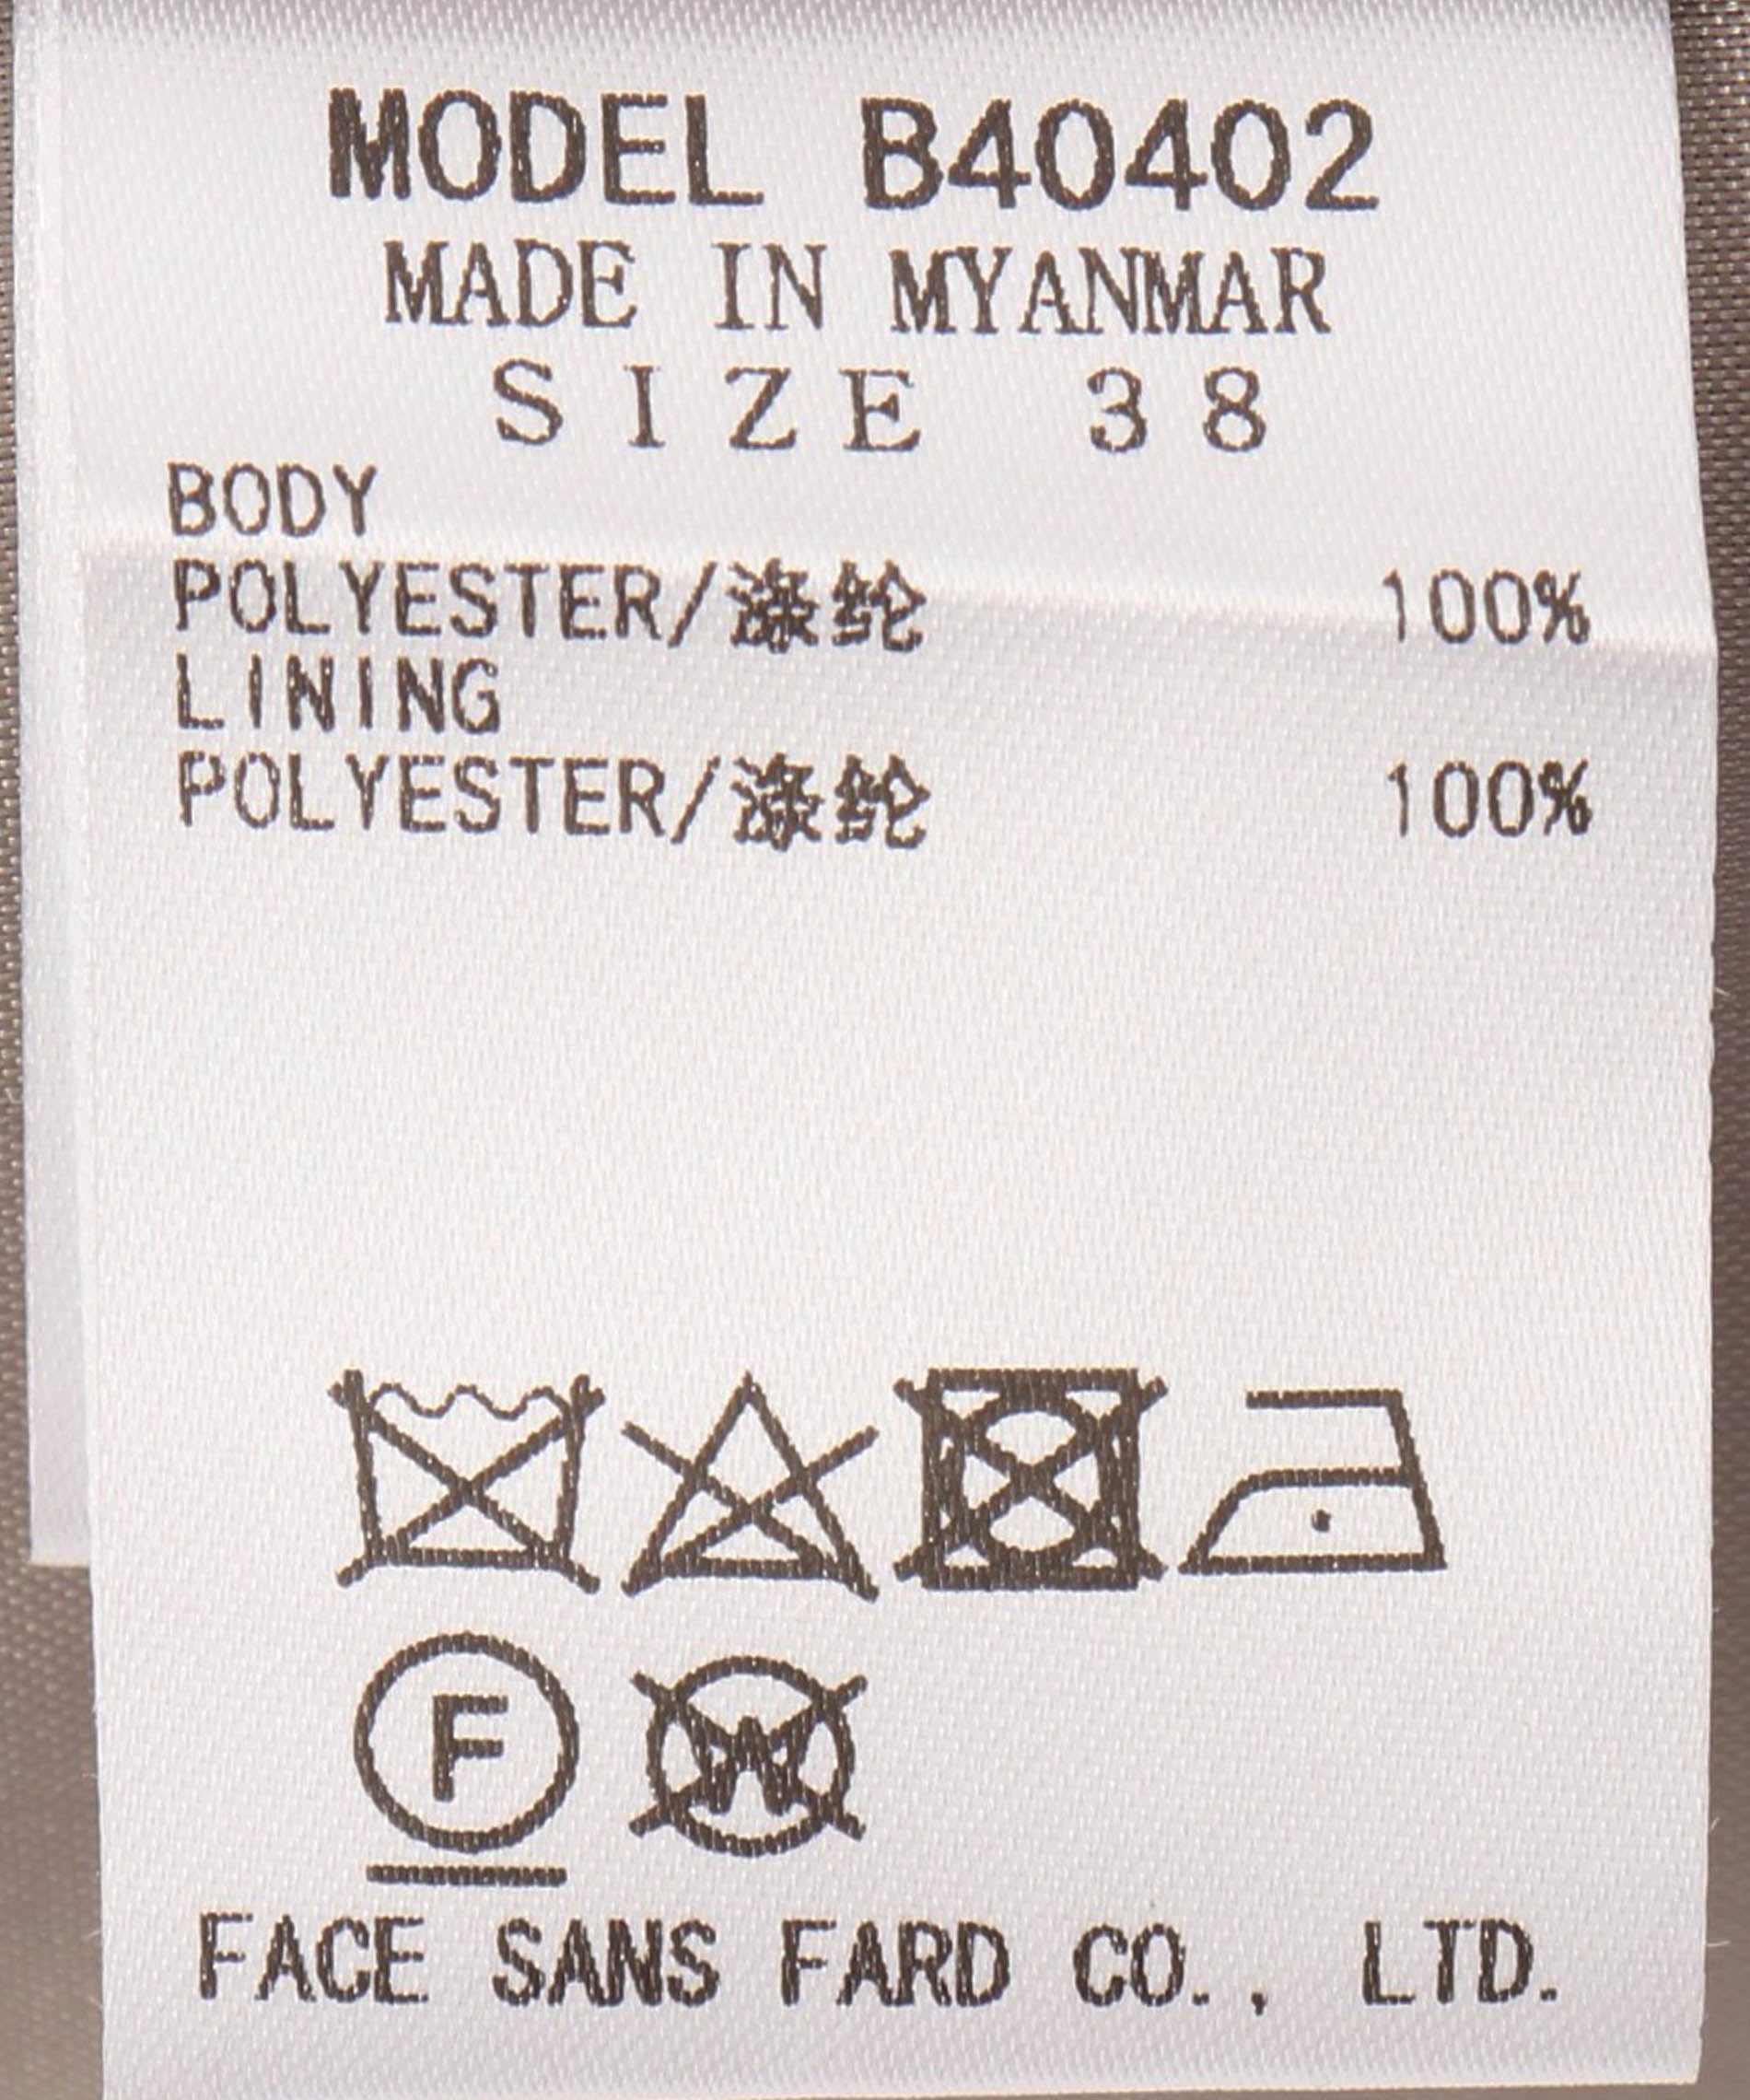 MODEL B40402
MADE IN MYANMAR
SIZE 38
BODY
POLYESTER/涤纶 100%
LINING
POLYESTER/涤纶 100%
F W
FACE SANS FARD CO., LTD.